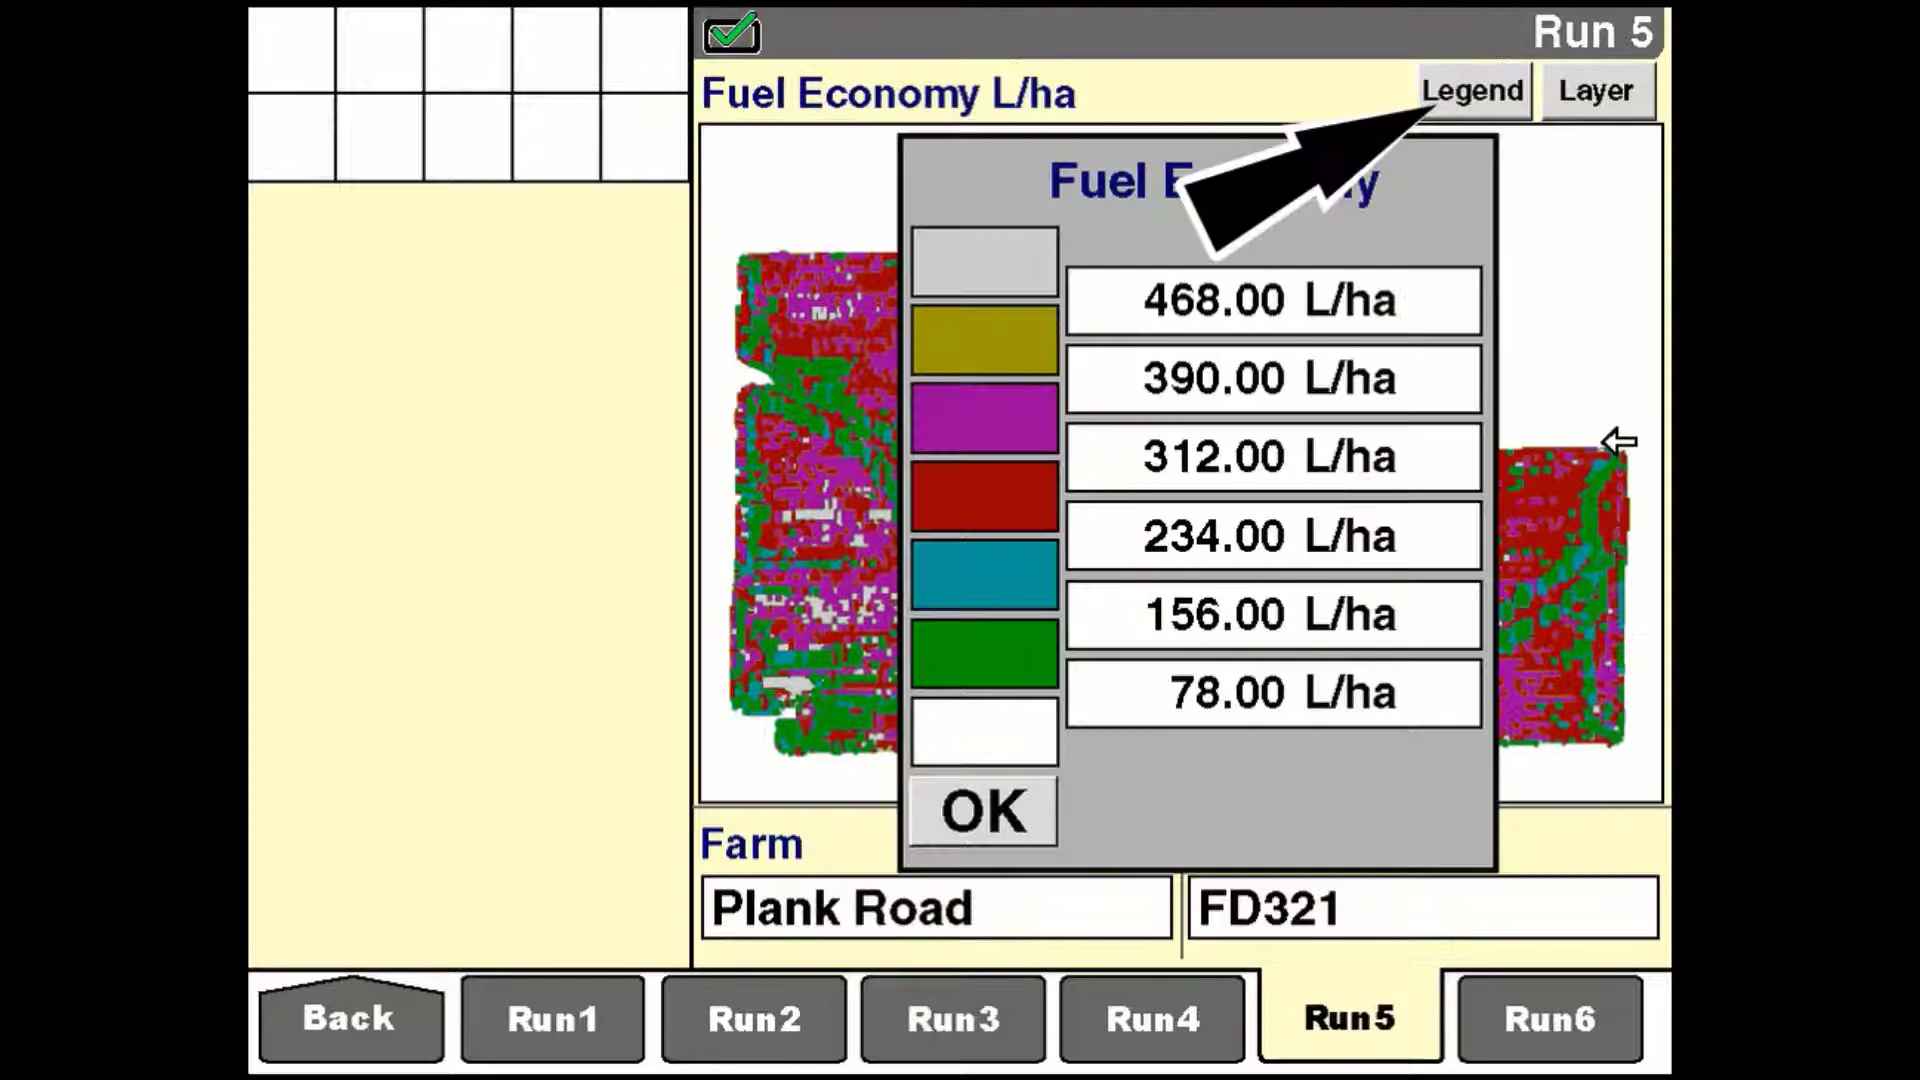 Run 5
Fuel Economy L/ha
Legend
Layer
Fuel
468.00 L/ha
390.00 L/ha
312.00 L/ha
234.00 L/ha
156.00 L/ha
78.00 L/ha
OK
Farm
Plank Road
FD321
Back
Run1
Run2
Run3
Run4
Run5
Run6